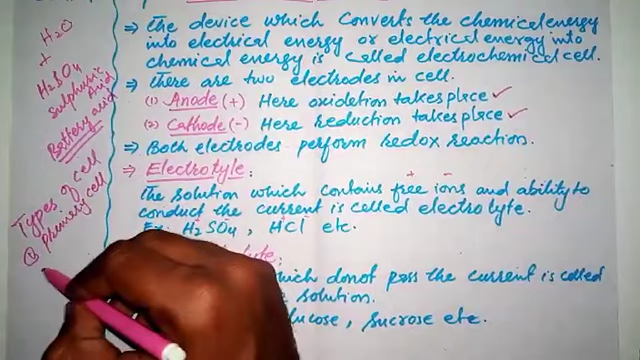 H2O
+
H2SO4
Sulphuric
Acid
Battery acid
Types of cell
① Primery cell
⇒ The device which converts the chemical energy
into electrical energy or electrical energy into
chemical energy is called electrochemical cell.
⇒ There are two electrodes in cell.
(1) Anode (+) Here oxidetion takes place ✓
(2) Cathode (-) Here reduction takes place ✓
⇒ Both electrodes perform redox reaction.
⇒ Electrotyle:
+ -
The solution which contains free ions and ability to
conduct the current is called electrolyte.
Ex: H2SO4, HCl etc.
which donot pass the current is called
solution.
lucose, sucrose etc.